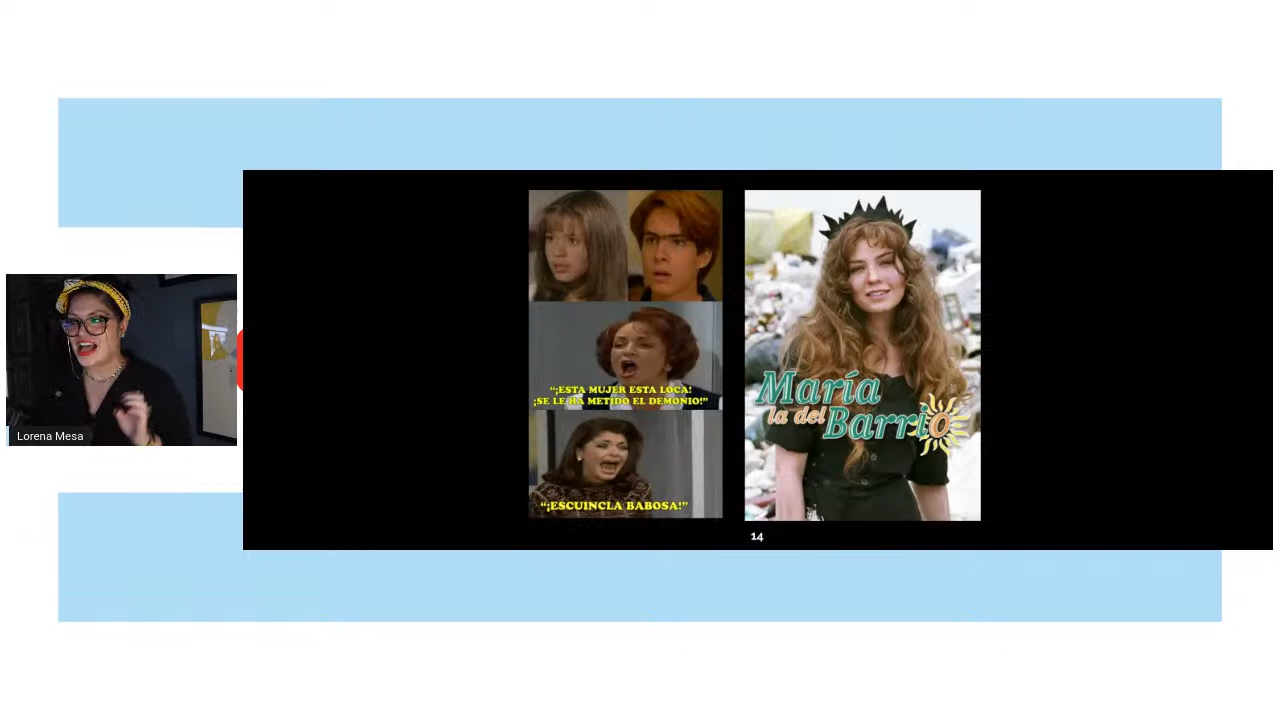 Lorena Mesa
“¡ESTA MUJER ESTA LOCA!
¡SE LE HA METIDO EL DEMONIO!”
“¡ESCUINCLA BABOSA!”
María
la del
Barrio
14